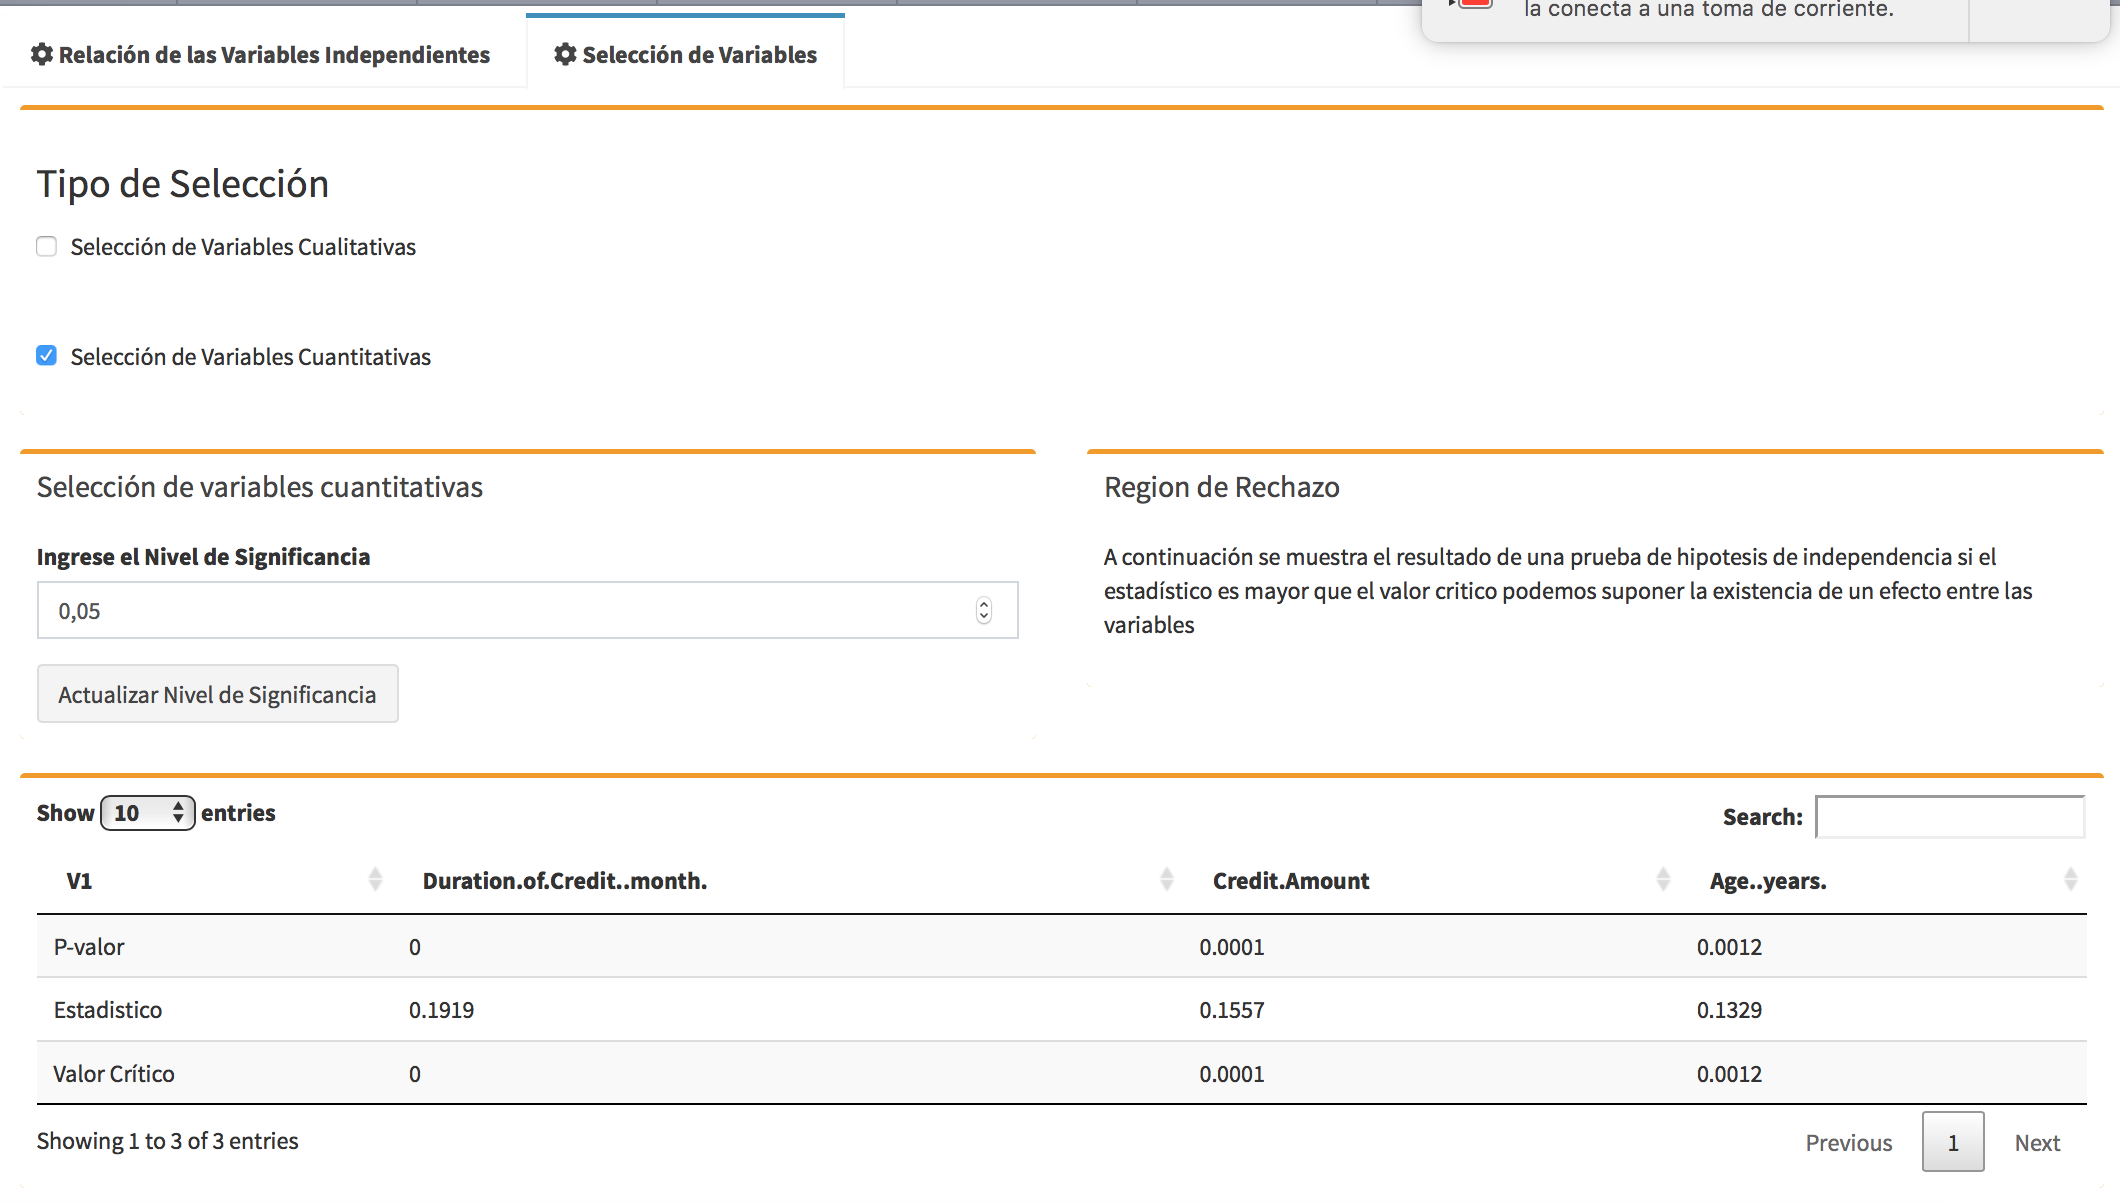 la conecta a una toma de corriente.
Relación de las Variables Independientes
Selección de Variables
Tipo de Selección
Selección de Variables Cualitativas
Selección de Variables Cuantitativas
Selección de variables cuantitativas
Ingrese el Nivel de Significancia
0,05
Actualizar Nivel de Significancia
Region de Rechazo
A continuación se muestra el resultado de una prueba de hipotesis de independencia si el
estadístico es mayor que el valor critico podemos suponer la existencia de un efecto entre las
variables
Show 10 entries
Search:
V1 Duration.of.Credit..month. Credit.Amount Age..years.
P-valor 0 0.0001 0.0012
Estadistico 0.1919 0.1557 0.1329
Valor Crítico 0 0.0001 0.0012
Showing 1 to 3 of 3 entries
Previous 1 Next